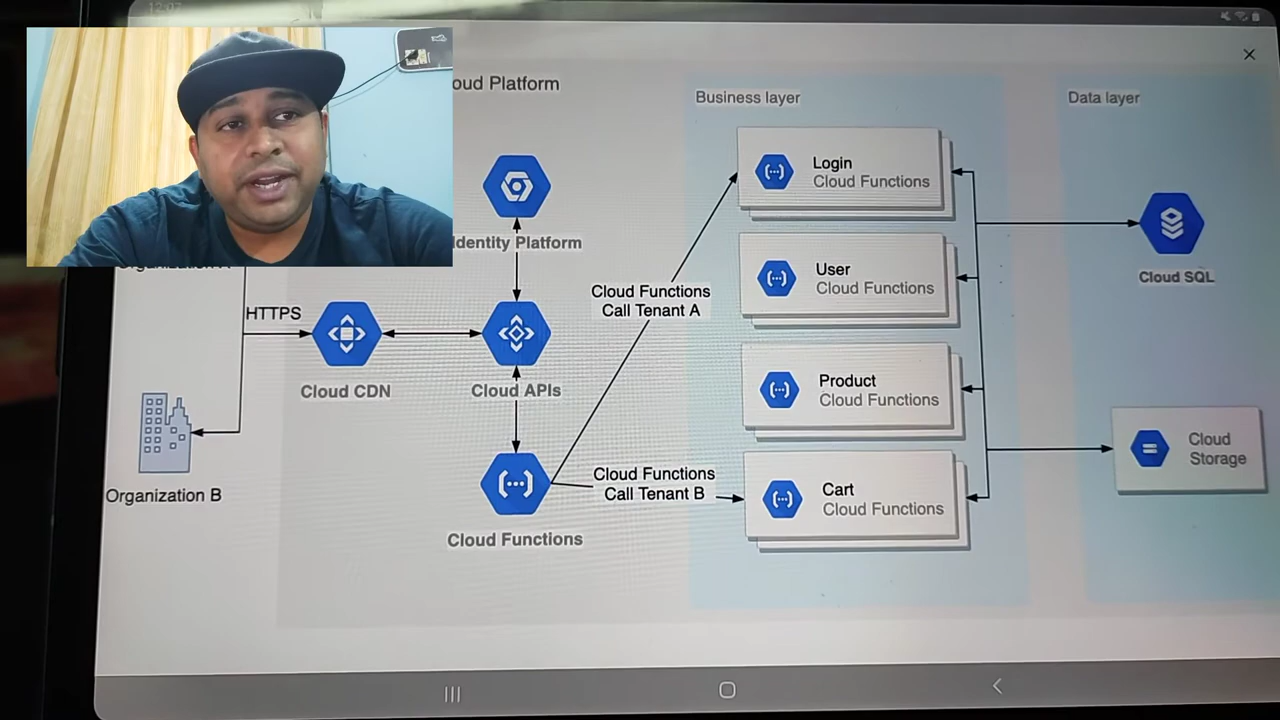 12:07
oud Platform
Business layer
Data layer
Login
Cloud Functions
Identity Platform
User
Cloud Functions
Cloud SQL
Cloud Functions
Call Tenant A
HTTPS
Cloud CDN
Cloud APIs
Product
Cloud Functions
Cloud
Storage
Organization B
Cloud Functions
Call Tenant B
Cart
Cloud Functions
Cloud Functions